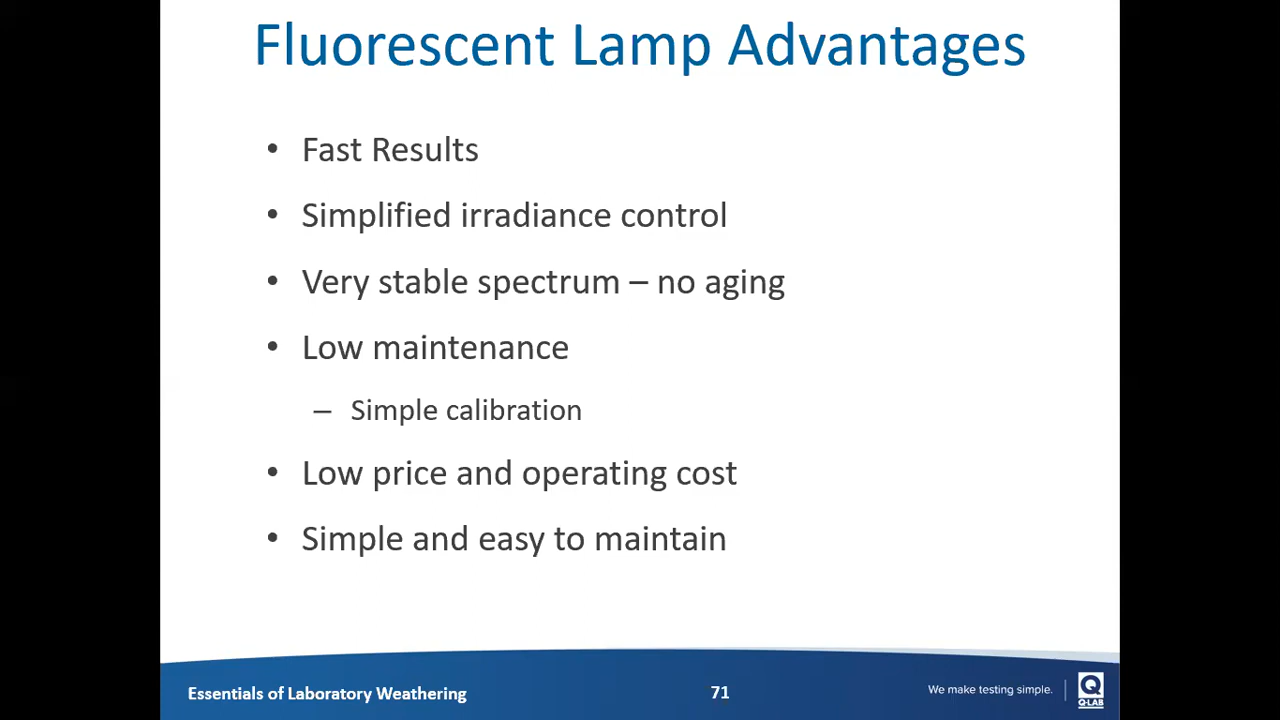 Fluorescent Lamp Advantages
• Fast Results
• Simplified irradiance control
• Very stable spectrum – no aging
• Low maintenance
– Simple calibration
• Low price and operating cost
• Simple and easy to maintain
Essentials of Laboratory Weathering
71
We make testing simple.
Q
Q-LAB